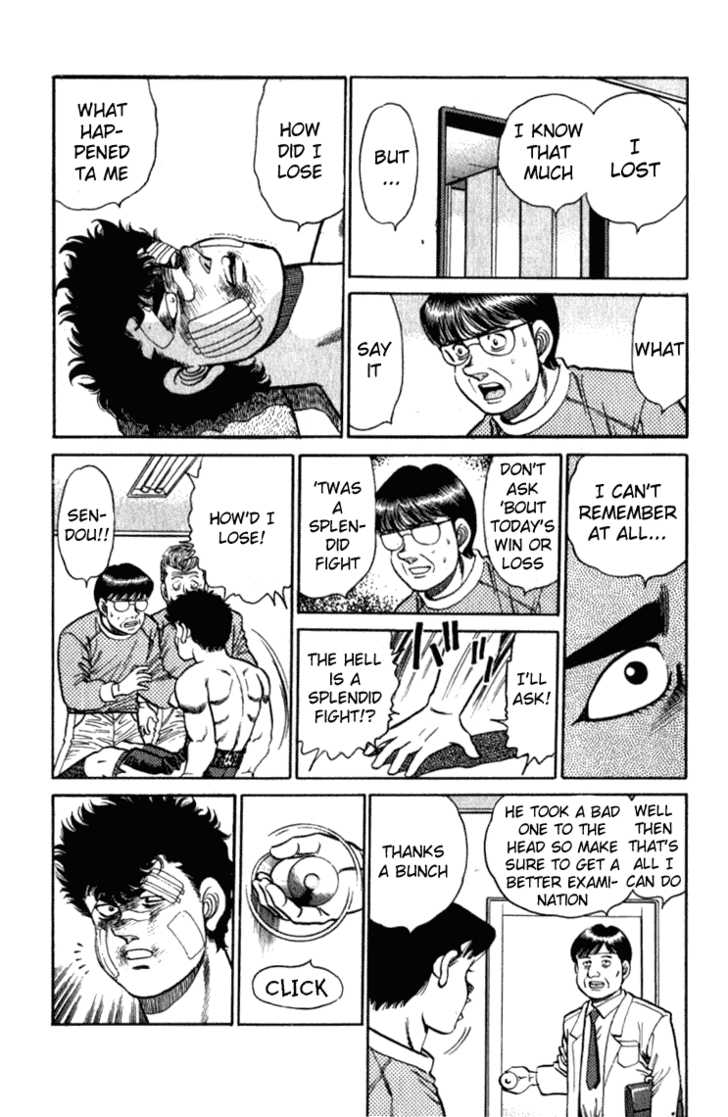 I
LOST
I KNOW
THAT
MUCH
BUT
...
HOW
DID I
LOSE
WHAT
HAP-
PENED
TA ME
WHAT
SAY
IT
I CAN'T
REMEMBER
AT ALL...
DON'T
ASK
'BOUT
TODAY'S
WIN OR
LOSS
'TWAS
A
SPLEN-
DID
FIGHT
I'LL
ASK!
THE HELL
IS A
SPLENDID
FIGHT!?
HOW'D I
LOSE!
SEN-
DOU!!
WELL
THEN
THAT'S
ALL I
CAN DO
HE TOOK A BAD
ONE TO THE
HEAD SO MAKE
SURE TO GET A
BETTER EXAMI-
NATION
THANKS
A BUNCH
CLICK